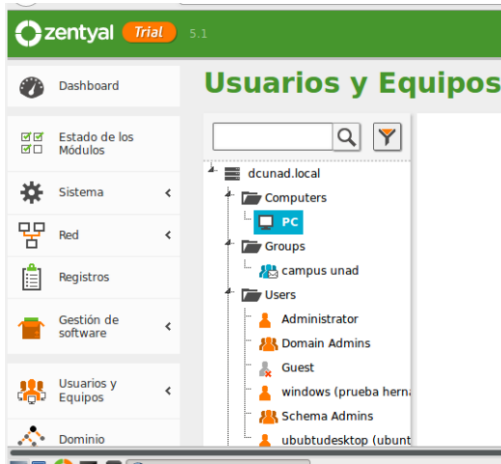 zentyal Trial 5.1
Dashboard
Estado de los
Módulos
Sistema
Red
Registros
Gestión de
software
Usuarios y
Equipos
Dominio
Usuarios y Equipos
dcunad.local
Computers
PC
Groups
campus unad
Users
Administrator
Domain Admins
Guest
windows (prueba hern
Schema Admins
ububtudesktop (ubunt